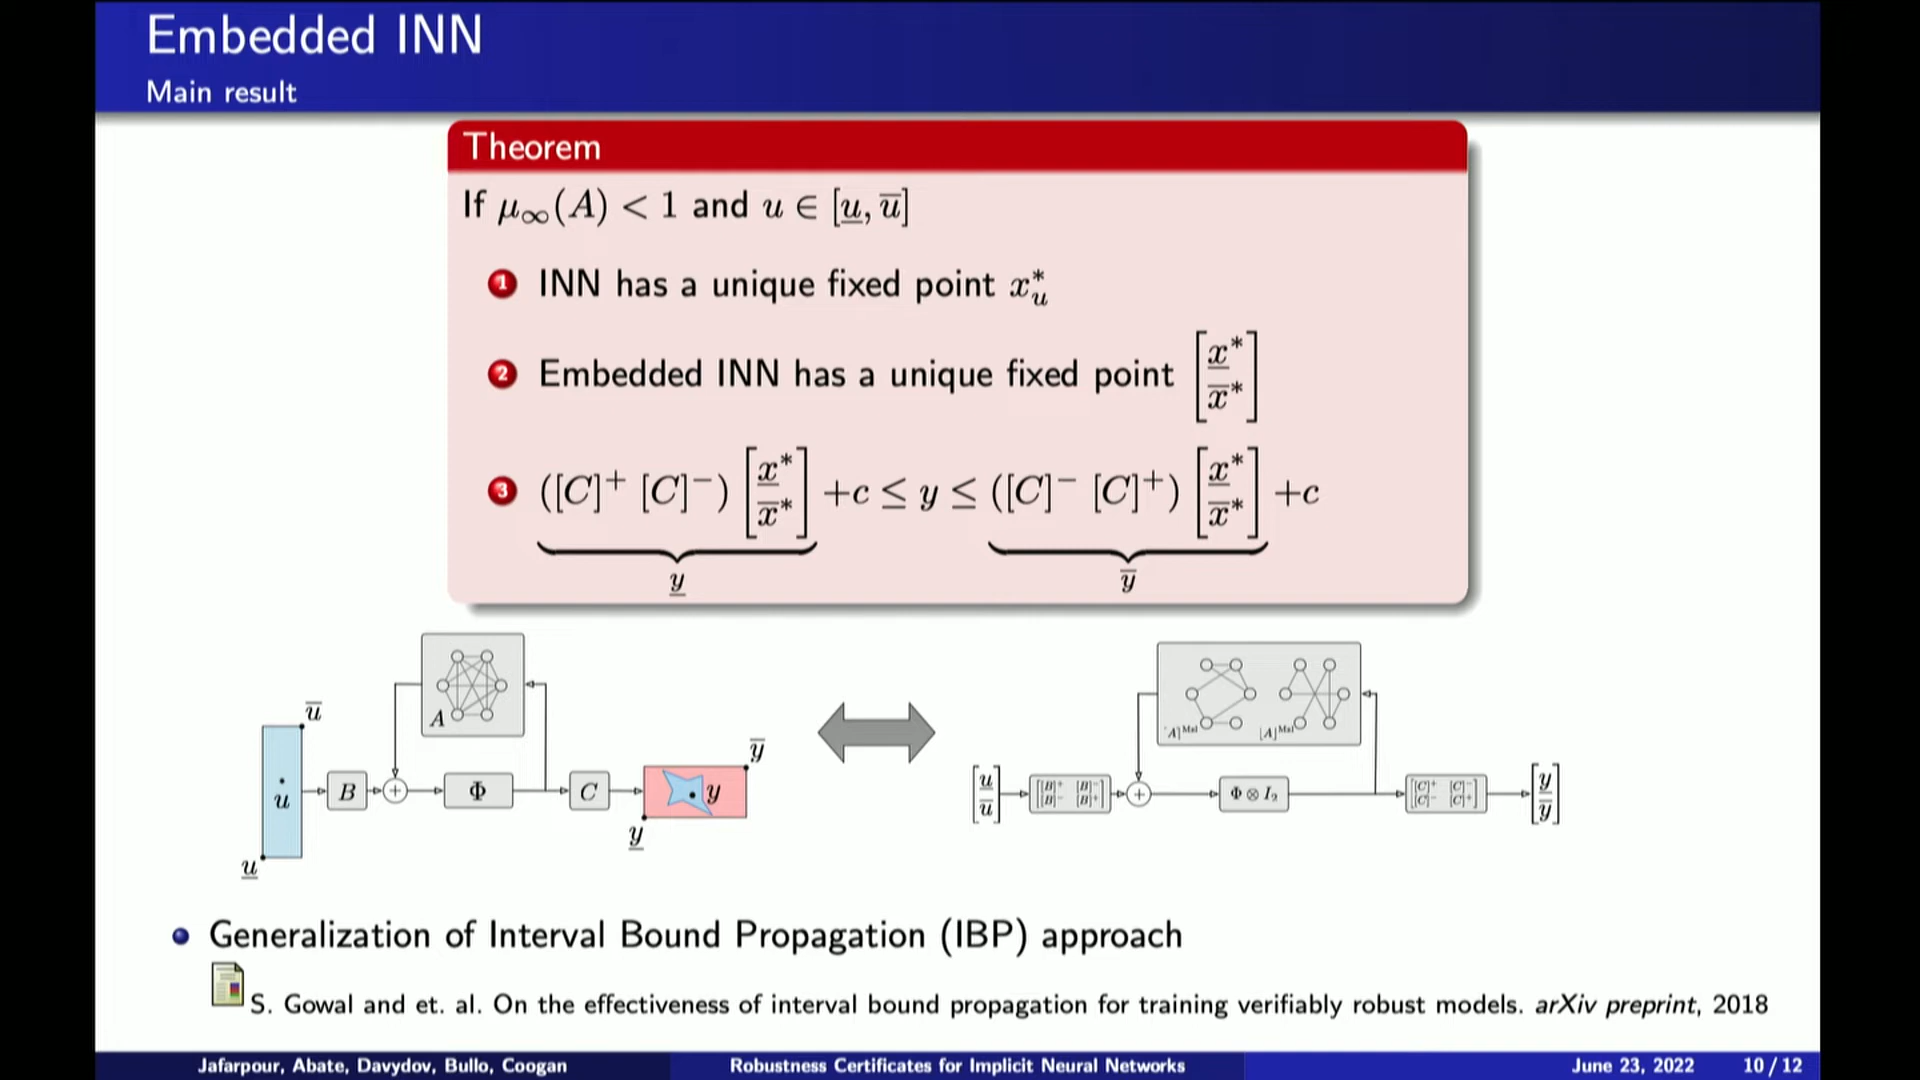 Embedded INN
Main result
Theorem
If μ∞(A) < 1 and u ∈ [u̲, u̅]
1 INN has a unique fixed point x*ᵤ
2 Embedded INN has a unique fixed point [x̲* x̅*]
3 ([C]⁺ [C]⁻) [x̲* x̅*] +c ≤ y ≤ ([C]⁻ [C]⁺) [x̲* x̅*] +c
y̲ y̅
A
u̅
u
u̲
B + Φ C
y̅
y
y̲
⌈A⌉ᴹᶻˡ ⌊A⌋ᴹᶻˡ
[u̲ u̅] [[B]⁺ [B]⁻ [B]⁻ [B]⁺] + Φ ⊗ I₂ [[C]⁺ [C]⁻ [C]⁻ [C]⁺] [y̲ y̅]
Generalization of Interval Bound Propagation (IBP) approach
S. Gowal and et. al. On the effectiveness of interval bound propagation for training verifiably robust models. arXiv preprint, 2018
Jafarpour, Abate, Davydov, Bullo, Coogan
Robustness Certificates for Implicit Neural Networks
June 23, 2022
10 / 12